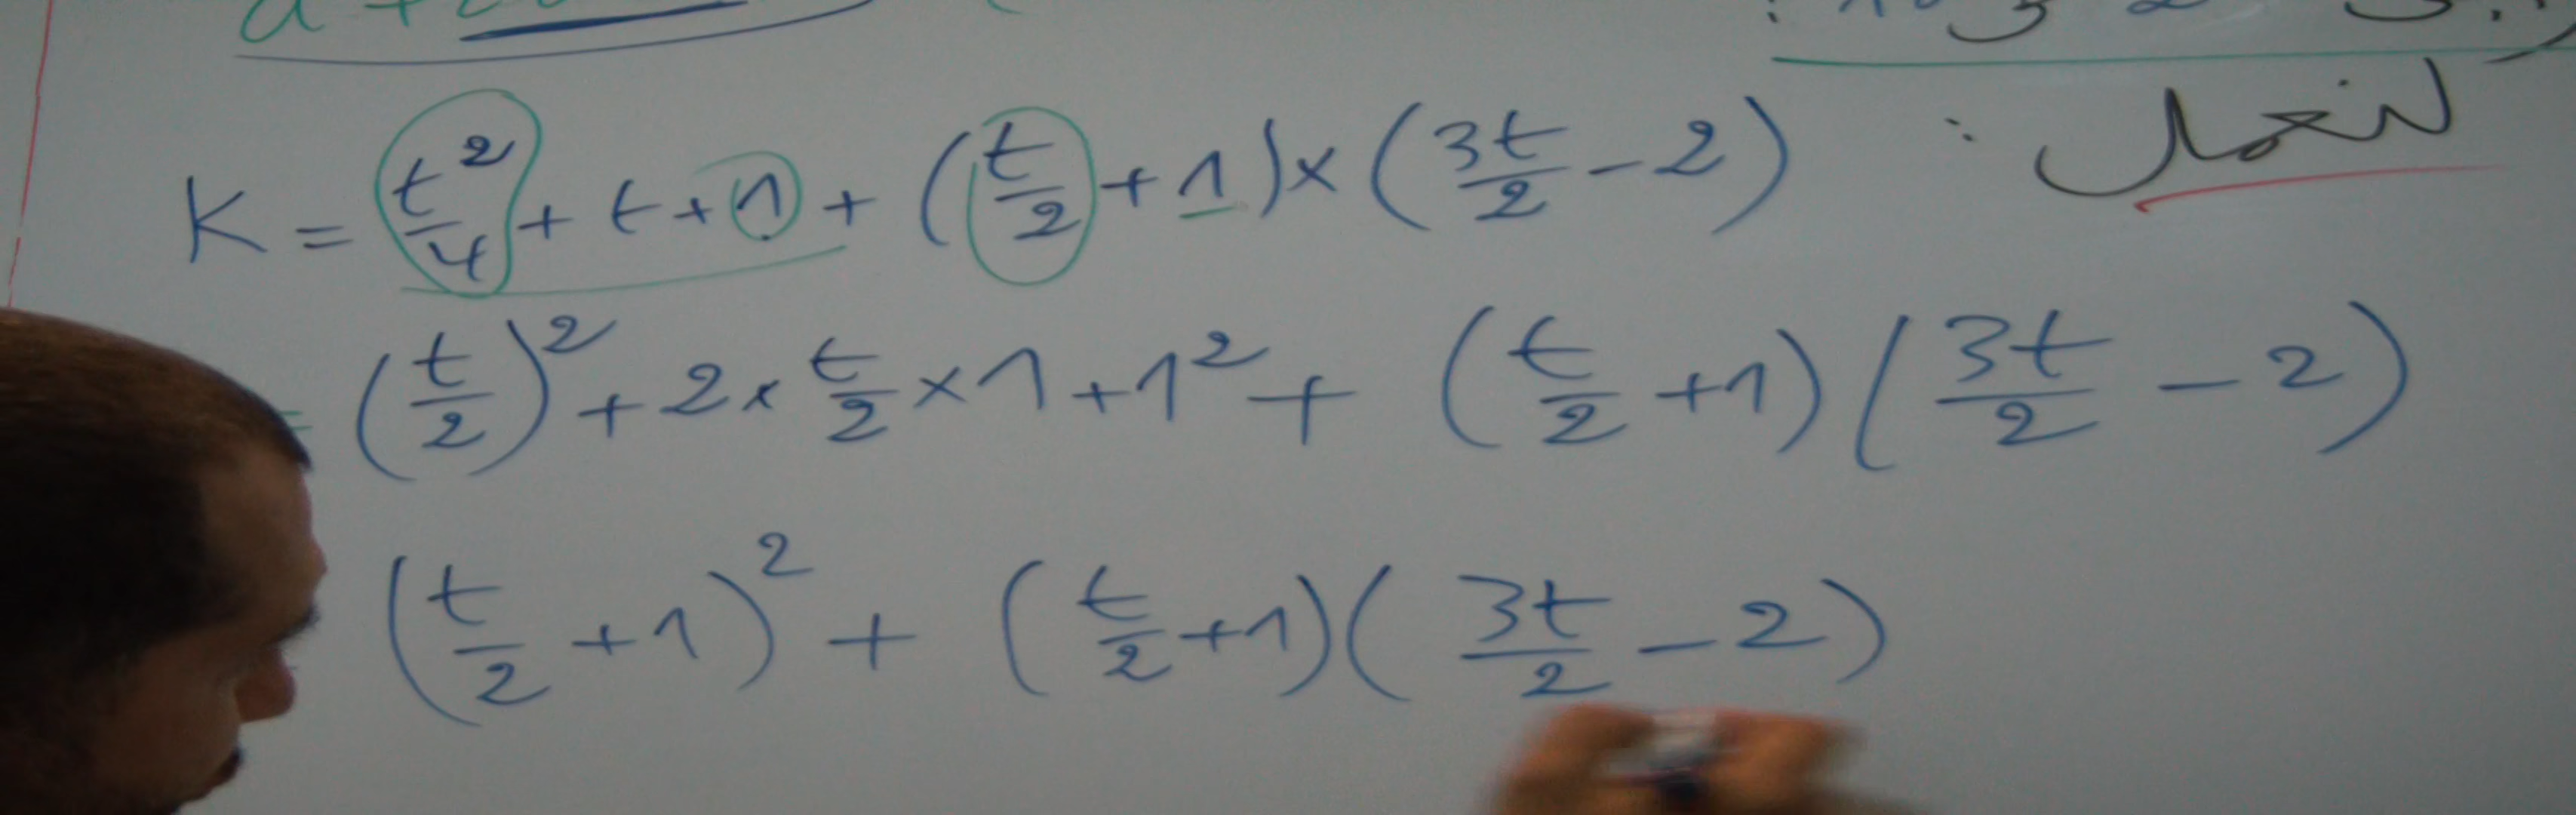 لنعمل :
K = t²/4 + t + 1 + (t/2 + 1) × (3t/2 - 2)
= (t/2)² + 2 × t/2 × 1 + 1² + (t/2 + 1)(3t/2 - 2)
(t/2 + 1)² + (t/2 + 1)(3t/2 - 2)